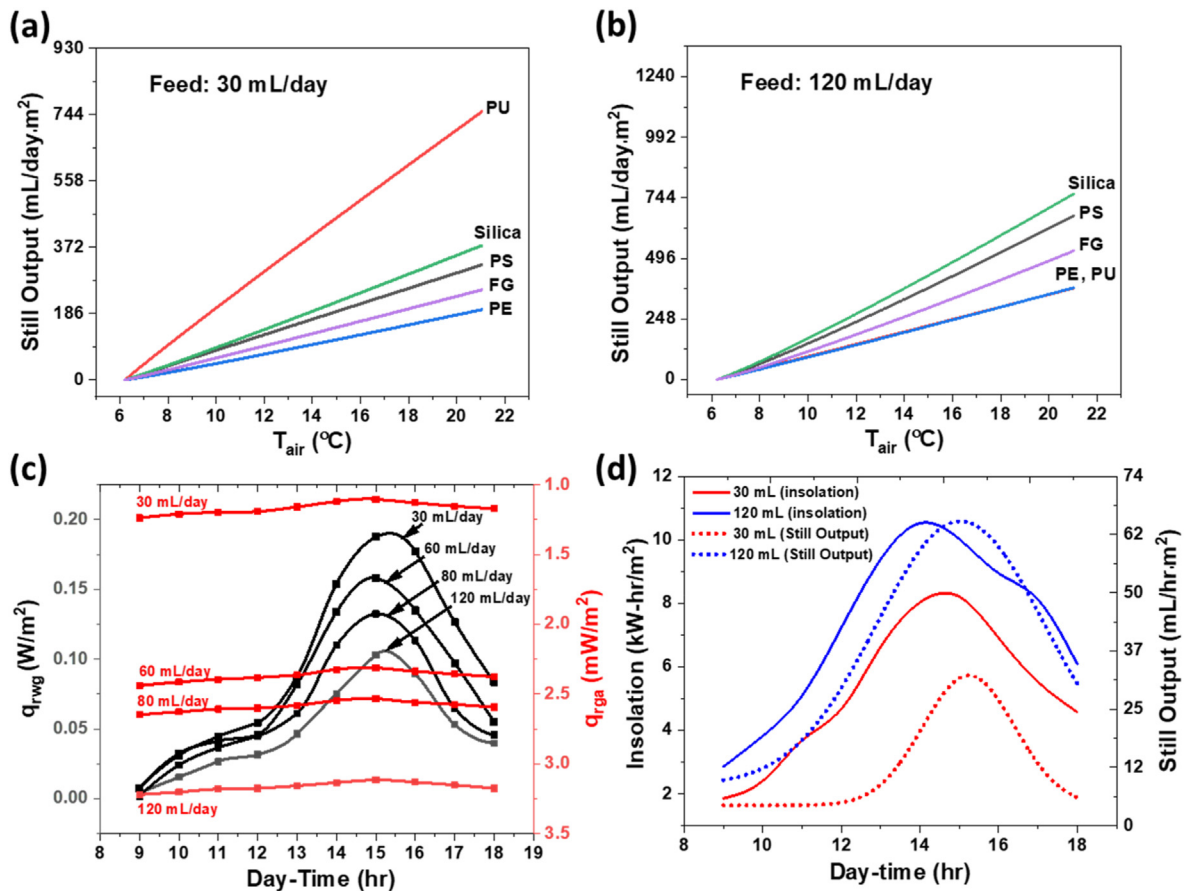 (a)
Feed: 30 mL/day
Still Output (mL/day.m²)
930
744
558
372
186
0
PU
Silica
PS
FG
PE
6 8 10 12 14 16 18 20 22
T_air (°C)
(b)
Feed: 120 mL/day
Still Output (mL/day.m²)
1240
992
744
496
248
0
Silica
PS
FG
PE, PU
6 8 10 12 14 16 18 20 22
T_air (°C)
(c)
q_rwg (W/m²)
0.20
0.15
0.10
0.05
0.00
30 mL/day
30 mL/day
60 mL/day
80 mL/day
120 mL/day
60 mL/day
80 mL/day
120 mL/day
1.0
1.5
2.0
2.5
3.0
3.5
q_rga (mW/m²)
8 9 10 11 12 13 14 15 16 17 18 19
Day-Time (hr)
(d)
Insolation (kW-hr/m²)
12
10
8
6
4
2
30 mL (insolation)
120 mL (insolation)
30 mL (Still Output)
120 mL (Still Output)
74
62
50
37
25
12
0
Still Output (mL/hr.m²)
8 10 12 14 16 18
Day-time (hr)